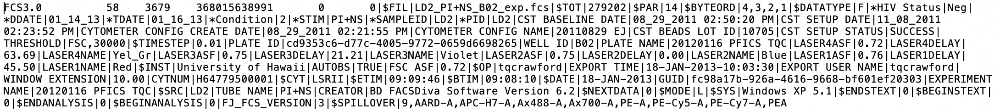 FCS3.0         58    3679    368015638991       0       0|$FIL|LD2_PI+NS_B02_exp.fcs|$TOT|279202|$PAR|14|$BYTEORD|4,3,2,1|$DATATYPE|F|*HIV Status|Neg|
*DDATE|01_14_13|*TDATE|01_16_13|*Condition|2|*STIM|PI+NS|*SAMPLEID|LD2|*PID|LD2|CST BASELINE DATE|08_29_2011 02:50:20 PM|CST SETUP DATE|11_08_2011
02:23:52 PM|CYTOMETER CONFIG CREATE DATE|08_29_2011 02:21:55 PM|CYTOMETER CONFIG NAME|20110829 EJ|CST BEADS LOT ID|10705|CST SETUP STATUS|SUCCESS|
THRESHOLD|FSC,30000|$TIMESTEP|0.01|PLATE ID|cd9353c6-d77c-4005-9772-0659d6698265|WELL ID|B02|PLATE NAME|20120116 PFICS TQC|LASER4ASF|0.72|LASER4DELAY|
63.69|LASER4NAME|Yel_Gr|LASER3ASF|0.75|LASER3DELAY|21.21|LASER3NAME|Violet|LASER2ASF|0.75|LASER2DELAY|0.00|LASER2NAME|Blue|LASER1ASF|0.76|LASER1DELAY|
45.50|LASER1NAME|Red|$INST|University of Hawaii|AUTOBS|TRUE|FSC ASF|0.72|$OP|tqcrawford|EXPORT TIME|18-JAN-2013-10:03:30|EXPORT USER NAME|tqcrawford|
WINDOW EXTENSION|10.00|CYTNUM|H64779500001|$CYT|LSRII|$ETIM|09:09:46|$BTIM|09:08:10|$DATE|18-JAN-2013|GUID|fc98a17b-926a-4616-9668-bf601ef20303|EXPERIMENT
NAME|20120116 PFICS TQC|$SRC|LD2|TUBE NAME|PI+NS|CREATOR|BD FACSDiva Software Version 6.2|$NEXTDATA|0|$MODE|L|$SYS|Windows XP 5.1|$ENDSTEXT|0|$BEGINSTEXT|
0|$ENDANALYSIS|0|$BEGINANALYSIS|0|FJ_FCS_VERSION|3|$SPILLOVER|9,AARD-A,APC-H7-A,Ax488-A,Ax700-A,PE-A,PE-Cy5-A,PE-Cy7-A,PEA